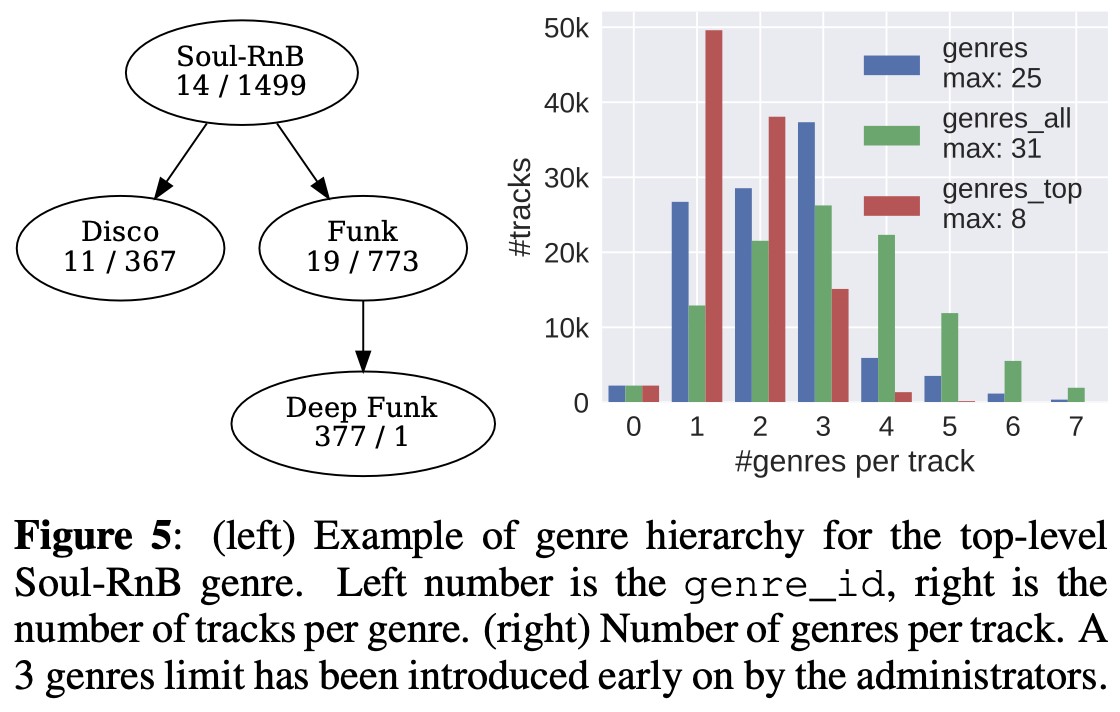 Soul-RnB
14 / 1499
Disco
11 / 367
Funk
19 / 773
Deep Funk
377 / 1
50k
40k
30k
20k
10k
0
#tracks
genres
max: 25
genres_all
max: 31
genres_top
max: 8
0 1 2 3 4 5 6 7
#genres per track
Figure 5: (left) Example of genre hierarchy for the top-level
Soul-RnB genre. Left number is the genre_id, right is the
number of tracks per genre. (right) Number of genres per track. A
3 genres limit has been introduced early on by the administrators.